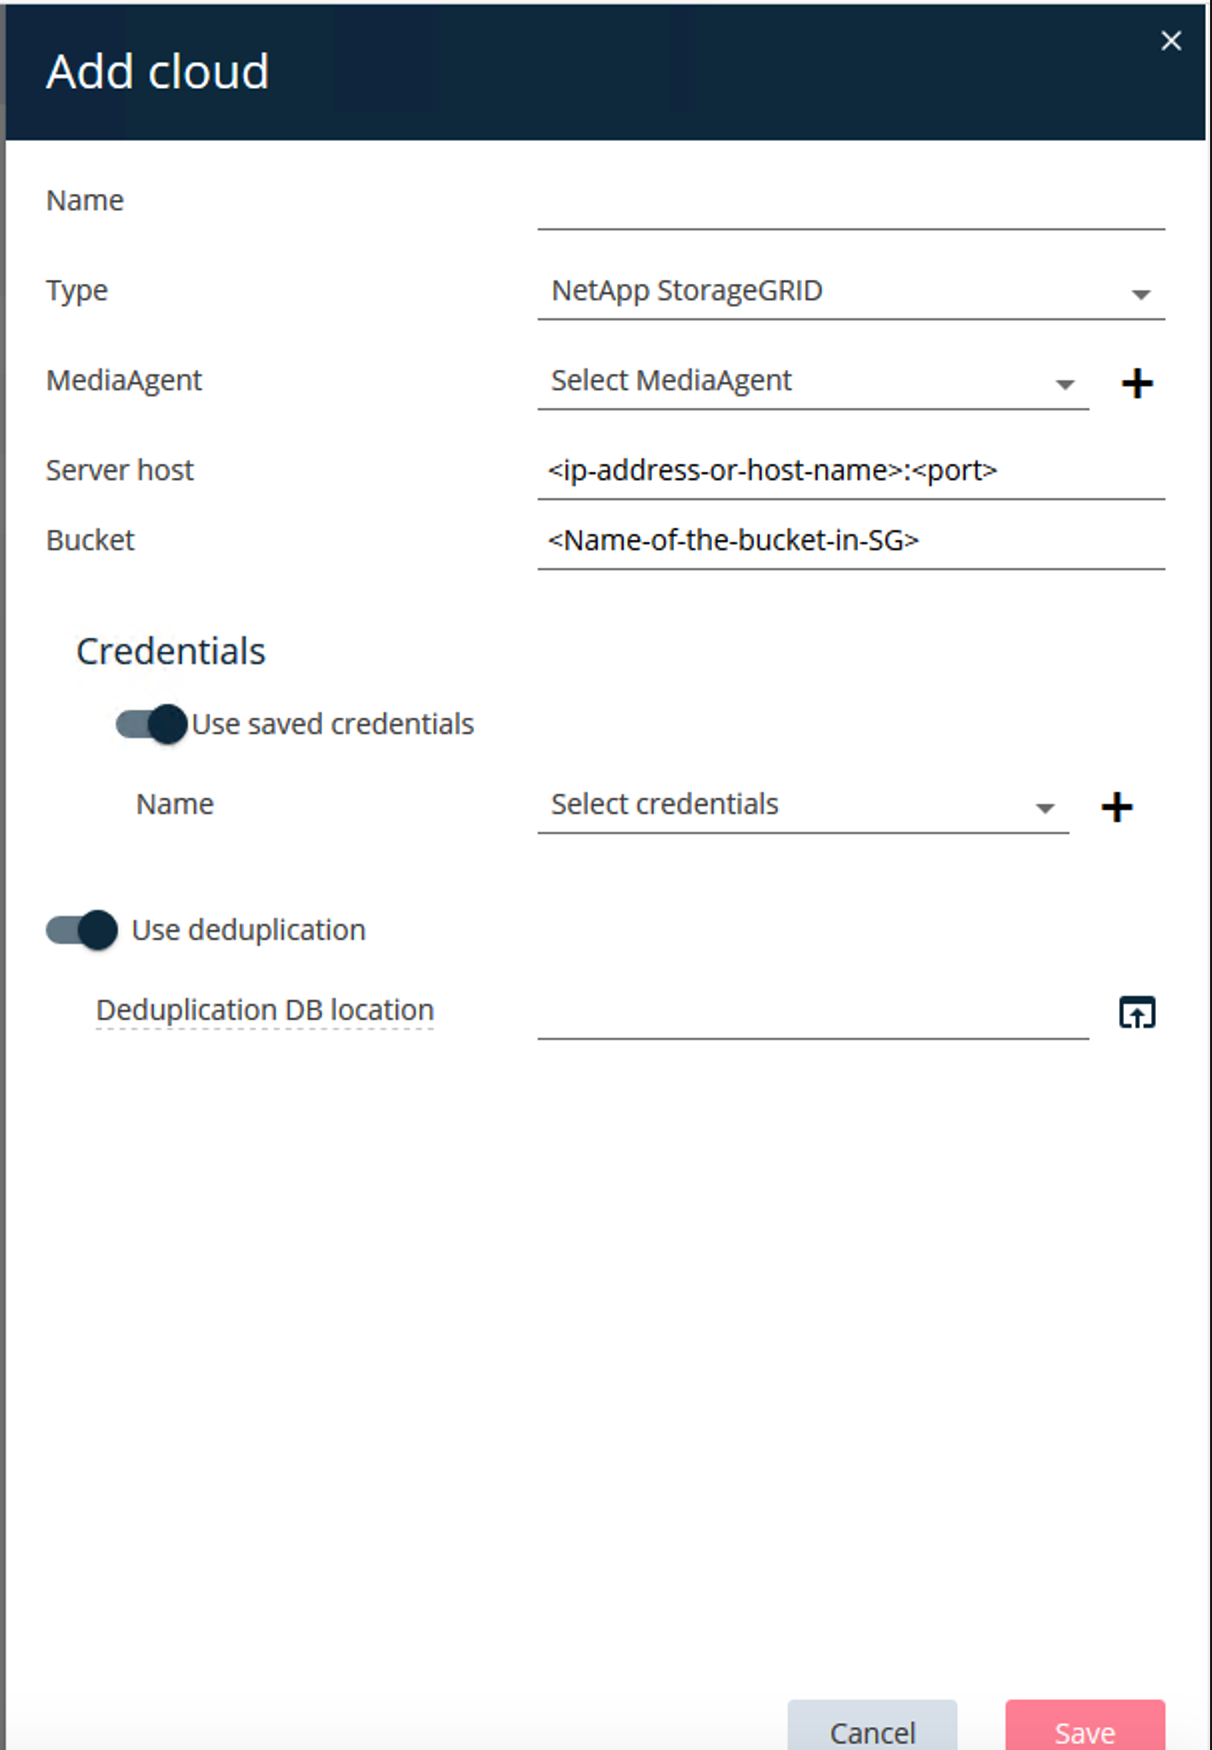 Add cloud
Name
Type NetApp StorageGRID
MediaAgent Select MediaAgent
Server host <ip-address-or-host-name>:<port>
Bucket <Name-of-the-bucket-in-SG>
Credentials
Use saved credentials
Name Select credentials
Use deduplication
Deduplication DB location
Cancel Save